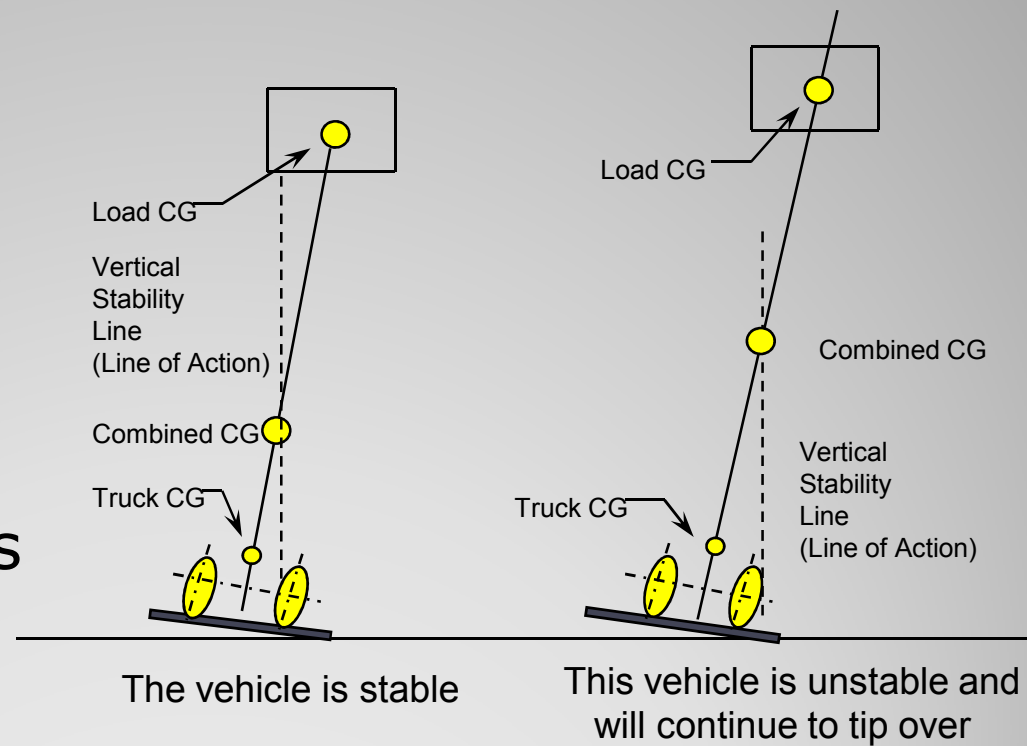 Load CG
Vertical
Stability
Line
(Line of Action)
Combined CG
Truck CG
s
The vehicle is stable
Load CG
Combined CG
Vertical
Stability
Line
(Line of Action)
Truck CG
This vehicle is unstable and
will continue to tip over